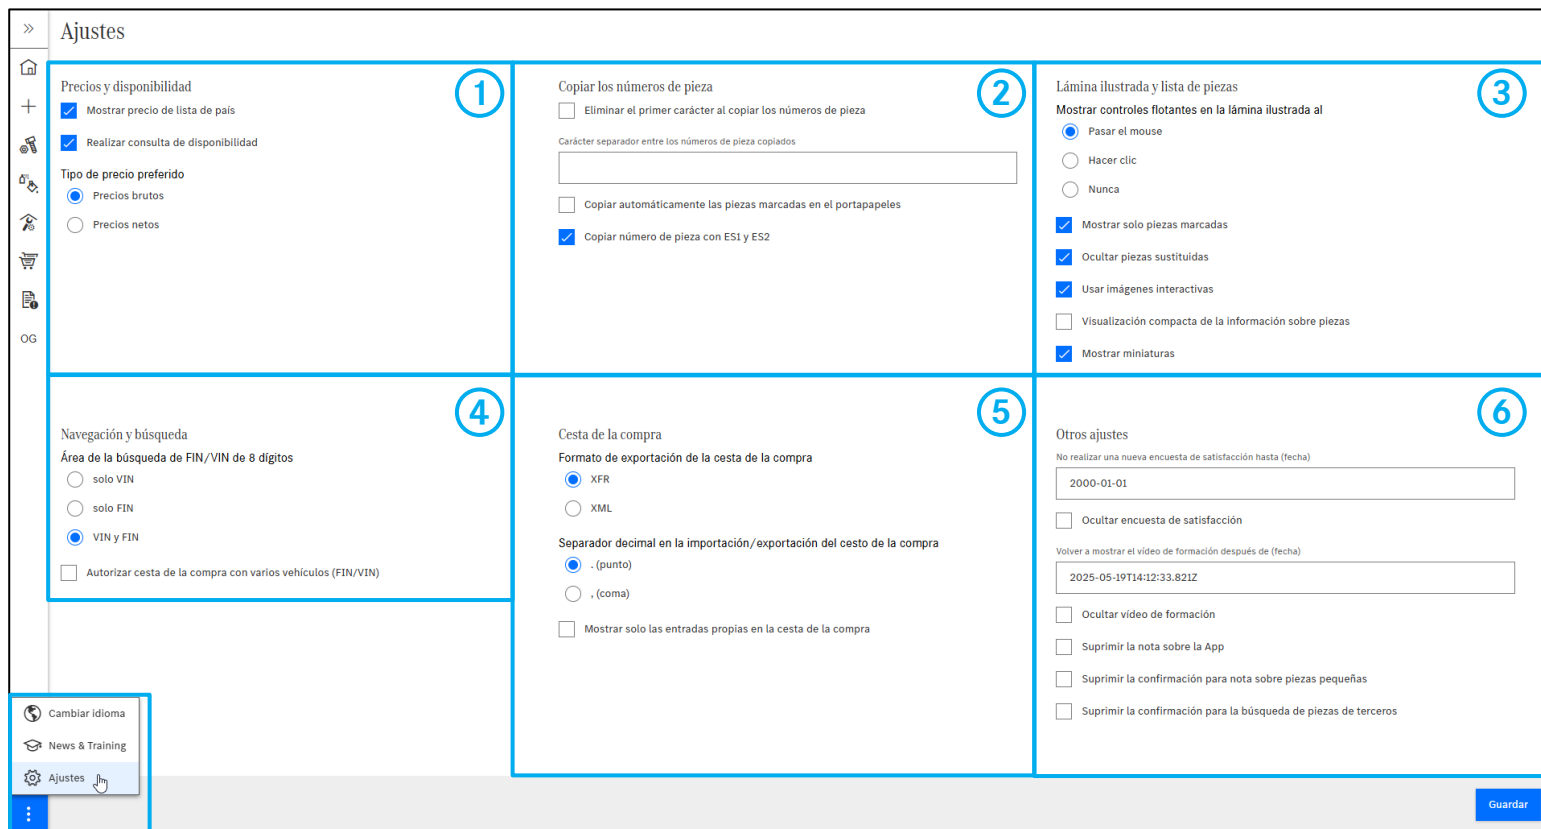 Ajustes
Precios y disponibilidad
1
Mostrar precio de lista de país
Realizar consulta de disponibilidad
Tipo de precio preferido
Precios brutos
Precios netos
Copiar los números de pieza
2
Eliminar el primer carácter al copiar los números de pieza
Carácter separador entre los números de pieza copiados
Copiar automáticamente las piezas marcadas en el portapapeles
Copiar número de pieza con ES1 y ES2
Lámina ilustrada y lista de piezas
3
Mostrar controles flotantes en la lámina ilustrada al
Pasar el mouse
Hacer clic
Nunca
Mostrar solo piezas marcadas
Ocultar piezas sustituidas
Usar imágenes interactivas
Visualización compacta de la información sobre piezas
Mostrar miniaturas
OG
4
Navegación y búsqueda
Área de la búsqueda de FIN/VIN de 8 dígitos
solo VIN
solo FIN
VIN y FIN
Autorizar cesta de la compra con varios vehículos (FIN/VIN)
5
Cesta de la compra
Formato de exportación de la cesta de la compra
XFR
XML
Separador decimal en la importación/exportación del cesto de la compra
. (punto)
, (coma)
Mostrar solo las entradas propias en la cesta de la compra
6
Otros ajustes
No realizar una nueva encuesta de satisfacción hasta (fecha)
2000-01-01
Ocultar encuesta de satisfacción
Volver a mostrar el vídeo de formación después de (fecha)
2025-05-19T14:12:33.821Z
Ocultar vídeo de formación
Suprimir la nota sobre la App
Suprimir la confirmación para nota sobre piezas pequeñas
Suprimir la confirmación para la búsqueda de piezas de terceros
Cambiar idioma
News & Training
Ajustes
Guardar